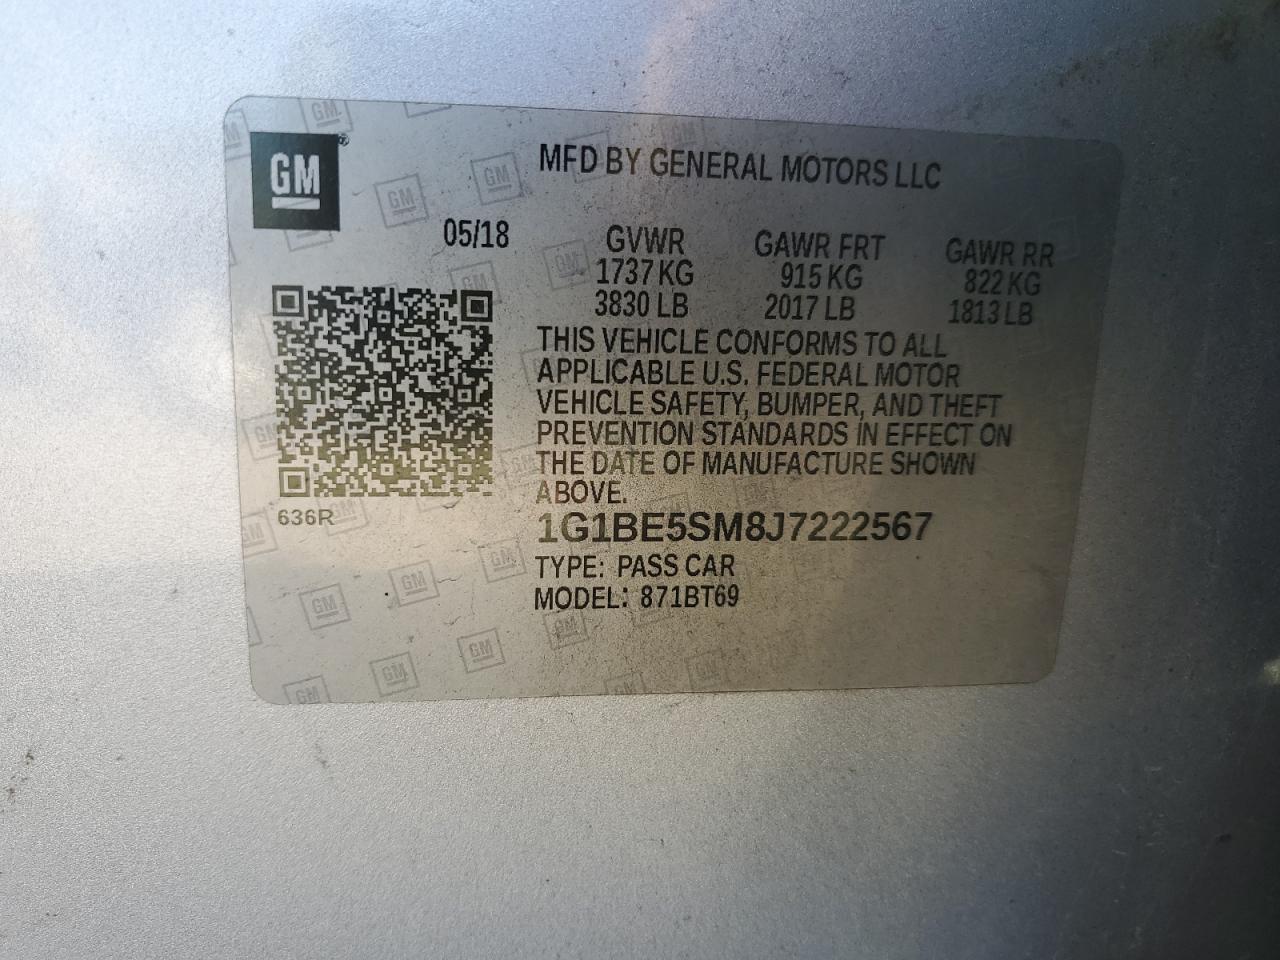 GM®
MFD BY GENERAL MOTORS LLC
05/18 GVWR GAWR FRT GAWR RR
1737 KG 915 KG 822 KG
3830 LB 2017 LB 1813 LB
THIS VEHICLE CONFORMS TO ALL
APPLICABLE U.S. FEDERAL MOTOR
VEHICLE SAFETY, BUMPER, AND THEFT
PREVENTION STANDARDS IN EFFECT ON
THE DATE OF MANUFACTURE SHOWN
ABOVE.
636R
1G1BE5SM8J7222567
TYPE: PASS CAR
MODEL: 871BT69